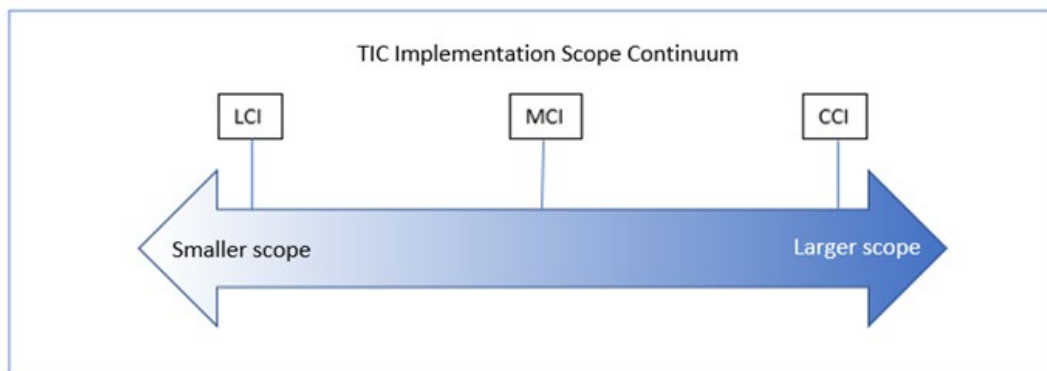 TIC Implementation Scope Continuum
LCI
MCI
CCI
Smaller scope
Larger scope